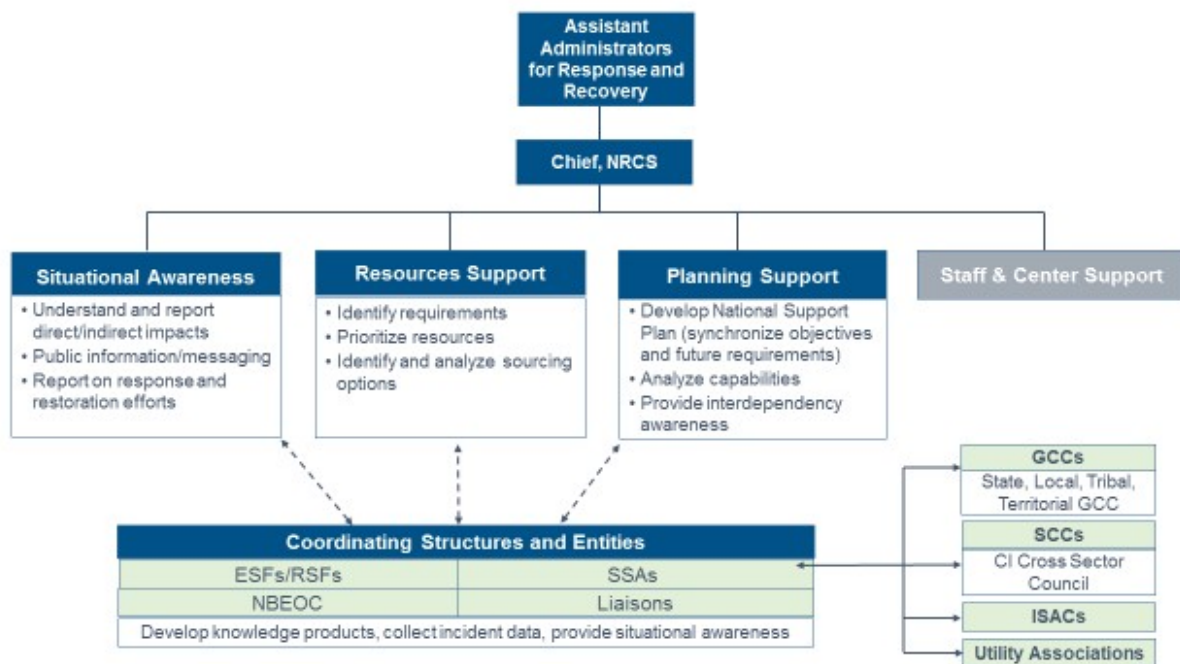 Assistant
Administrators
for Response and
Recovery
Chief, NRCS
Situational Awareness
• Understand and report
direct/indirect impacts
• Public information/messaging
• Report on response and
restoration efforts
Resources Support
• Identify requirements
• Prioritize resources
• Identify and analyze sourcing
options
Planning Support
• Develop National Support
Plan (synchronize objectives
and future requirements)
• Analyze capabilities
• Provide interdependency
awareness
Staff & Center Support
Coordinating Structures and Entities
ESFs/RSFs
SSAs
NBEOC
Liaisons
Develop knowledge products, collect incident data, provide situational awareness
GCCs
State, Local, Tribal,
Territorial GCC
SCCs
CI Cross Sector
Council
ISACs
Utility Associations